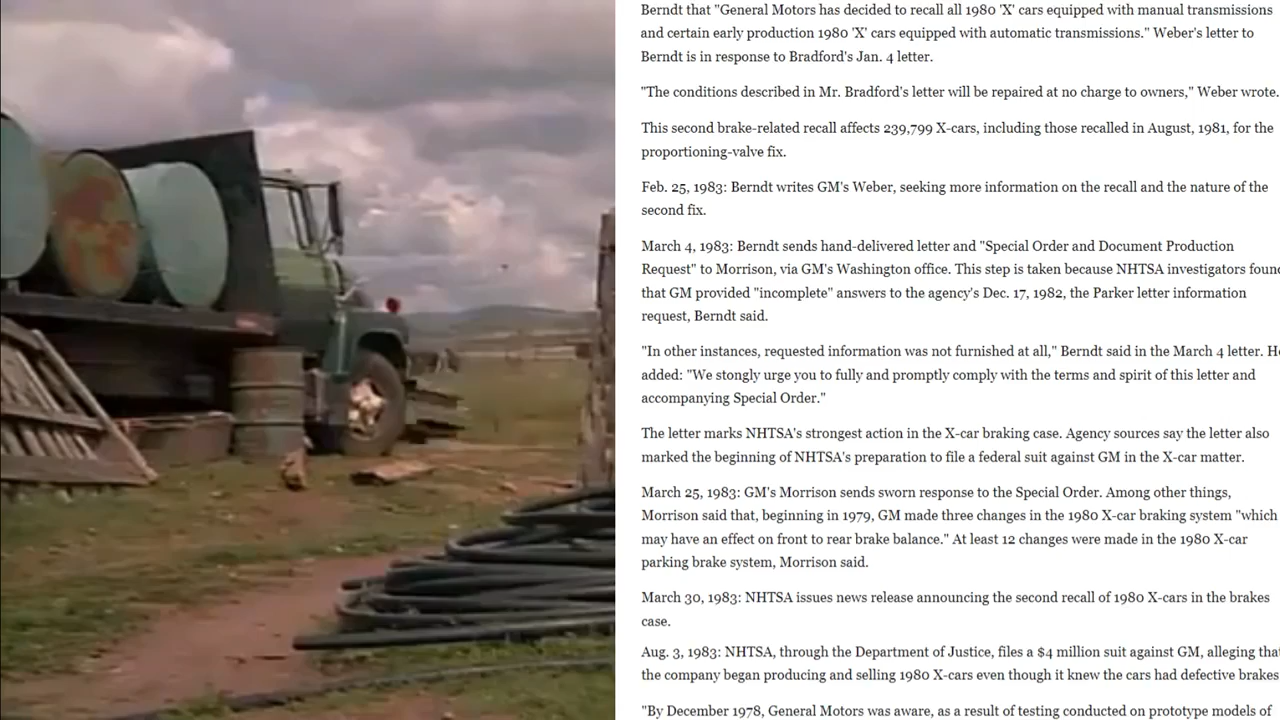 Berndt that "General Motors has decided to recall all 1980 'X' cars equipped with manual transmissions
and certain early production 1980 'X' cars equipped with automatic transmissions." Weber's letter to
Berndt is in response to Bradford's Jan. 4 letter.
"The conditions described in Mr. Bradford's letter will be repaired at no charge to owners," Weber wrote.
This second brake-related recall affects 239,799 X-cars, including those recalled in August, 1981, for the
proportioning-valve fix.
Feb. 25, 1983: Berndt writes GM's Weber, seeking more information on the recall and the nature of the
second fix.
March 4, 1983: Berndt sends hand-delivered letter and "Special Order and Document Production
Request" to Morrison, via GM's Washington office. This step is taken because NHTSA investigators foun
that GM provided "incomplete" answers to the agency's Dec. 17, 1982, the Parker letter information
request, Berndt said.
"In other instances, requested information was not furnished at all," Berndt said in the March 4 letter. H
added: "We stongly urge you to fully and promptly comply with the terms and spirit of this letter and
accompanying Special Order."
The letter marks NHTSA's strongest action in the X-car braking case. Agency sources say the letter also
marked the beginning of NHTSA's preparation to file a federal suit against GM in the X-car matter.
March 25, 1983: GM's Morrison sends sworn response to the Special Order. Among other things,
Morrison said that, beginning in 1979, GM made three changes in the 1980 X-car braking system "which
may have an effect on front to rear brake balance." At least 12 changes were made in the 1980 X-car
parking brake system, Morrison said.
March 30, 1983: NHTSA issues news release announcing the second recall of 1980 X-cars in the brakes
case.
Aug. 3, 1983: NHTSA, through the Department of Justice, files a $4 million suit against GM, alleging tha
the company began producing and selling 1980 X-cars even though it knew the cars had defective brakes
"By December 1978, General Motors was aware, as a result of testing conducted on prototype models of